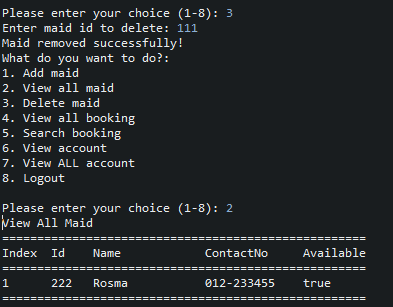 Please enter your choice (1-8): 3
Enter maid id to delete: 111
Maid removed successfully!
What do you want to do?:
1. Add maid
2. View all maid
3. Delete maid
4. View all booking
5. Search booking
6. View account
7. View ALL account
8. Logout
Please enter your choice (1-8): 2
View All Maid
====================================================
Index  Id    Name            ContactNo     Available
====================================================
1      222   Rosma           012-233455    true
====================================================